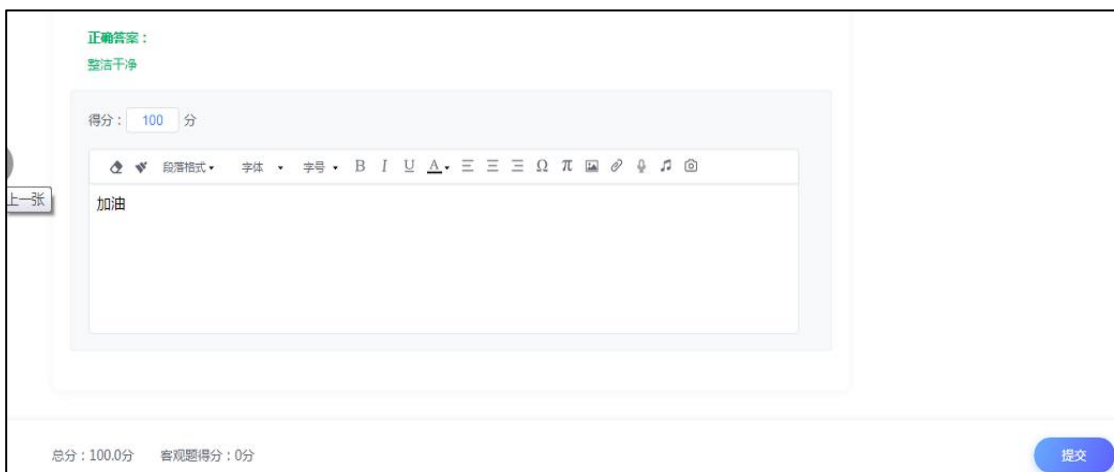 正确答案：
整洁干净
得分： 100 分
段落格式 字体 字号 B I U A Ω π
上一张
加油
总分：100.0分 客观题得分：0分
提交